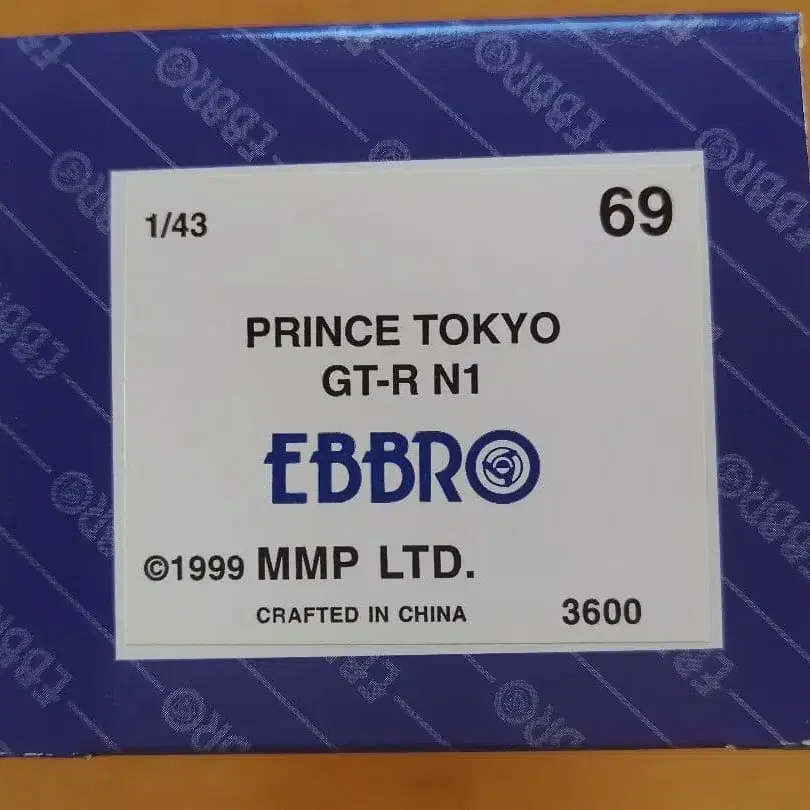 1/43
69
PRINCE TOKYO
GT-R N1
EBBRO
©1999 MMP LTD.
CRAFTED IN CHINA
3600